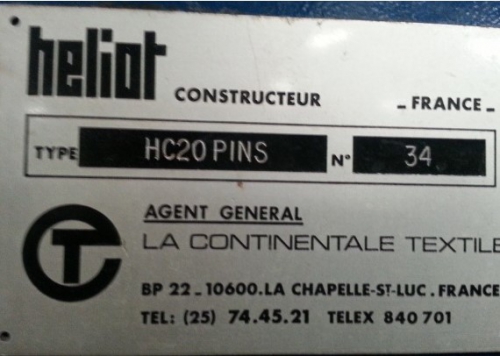 heliot CONSTRUCTEUR _ FRANCE _
TYPE HC20 PINS N° 34
AGENT GENERAL
LA CONTINENTALE TEXTILE
BP 22 _ 10600.LA CHAPELLE-ST-LUC . FRANCE
TEL: (25) 74.45.21 TELEX 840 701